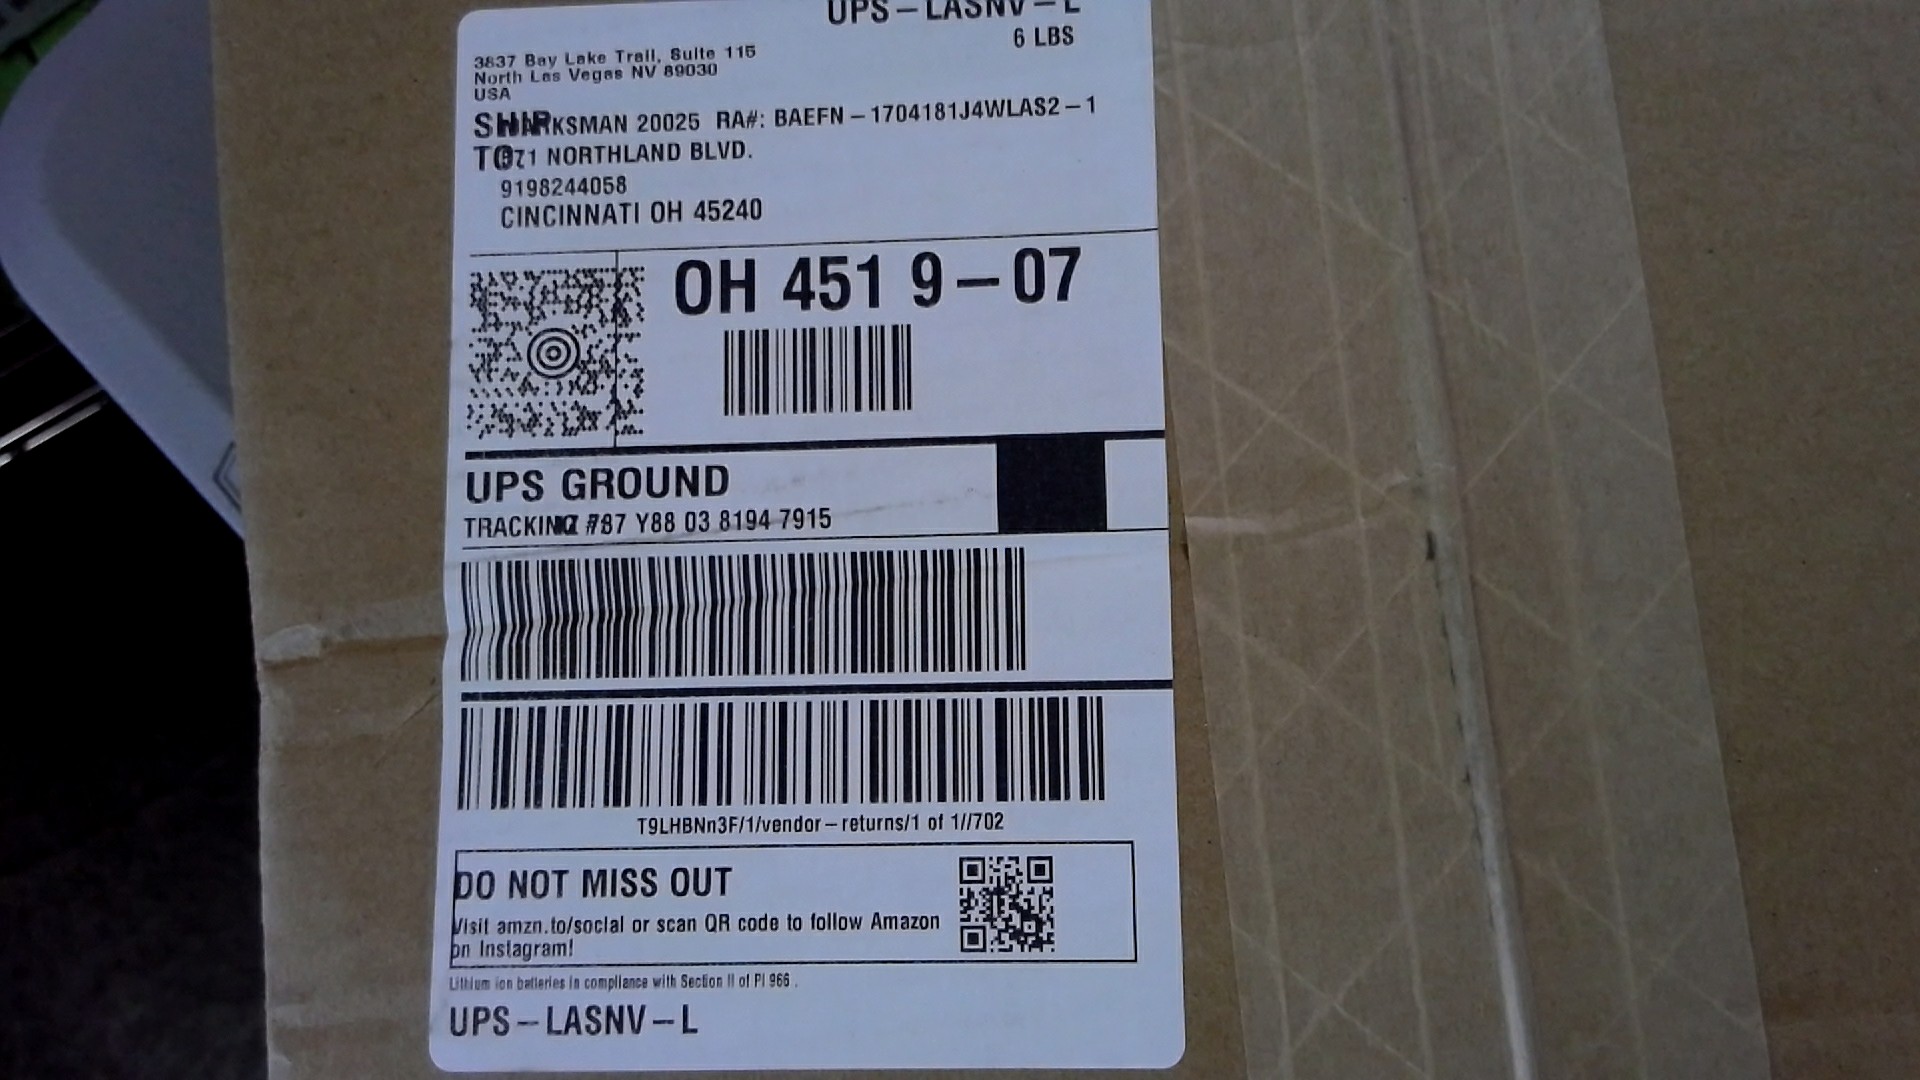 UPS - LASNV - L
6 LBS
3837 Bay Lake Trail, Suite 115
North Las Vegas NV 89030
USA
SHIP KSMAN 20025 RA#: BAEFN - 1704181J4WLAS2 - 1
TO: 71 NORTHLAND BLVD.
9198244058
CINCINNATI OH 45240
OH 451 9 - 07
UPS GROUND
TRACKING #: 87 Y88 03 8194 7915
T9LHBNn3F/1/vendor - returns/1 of 1//702
DO NOT MISS OUT
Visit amzn.to/social or scan QR code to follow Amazon
on Instagram!
Lithium ion batteries in compliance with Section II of PI 966 .
UPS - LASNV - L